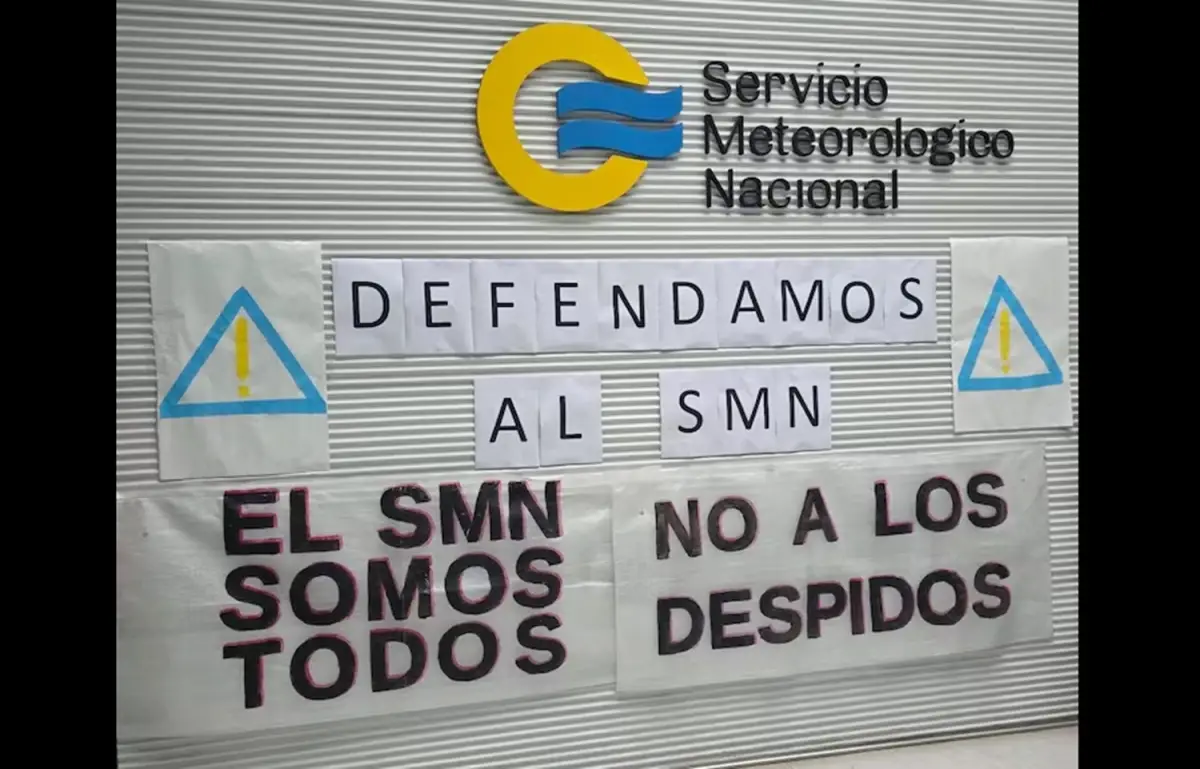 Servicio
Meteorologico
Nacional
! !
DEFENDAMOS
AL SMN
EL SMN
SOMOS
TODOS
NO A LOS
DESPIDOS